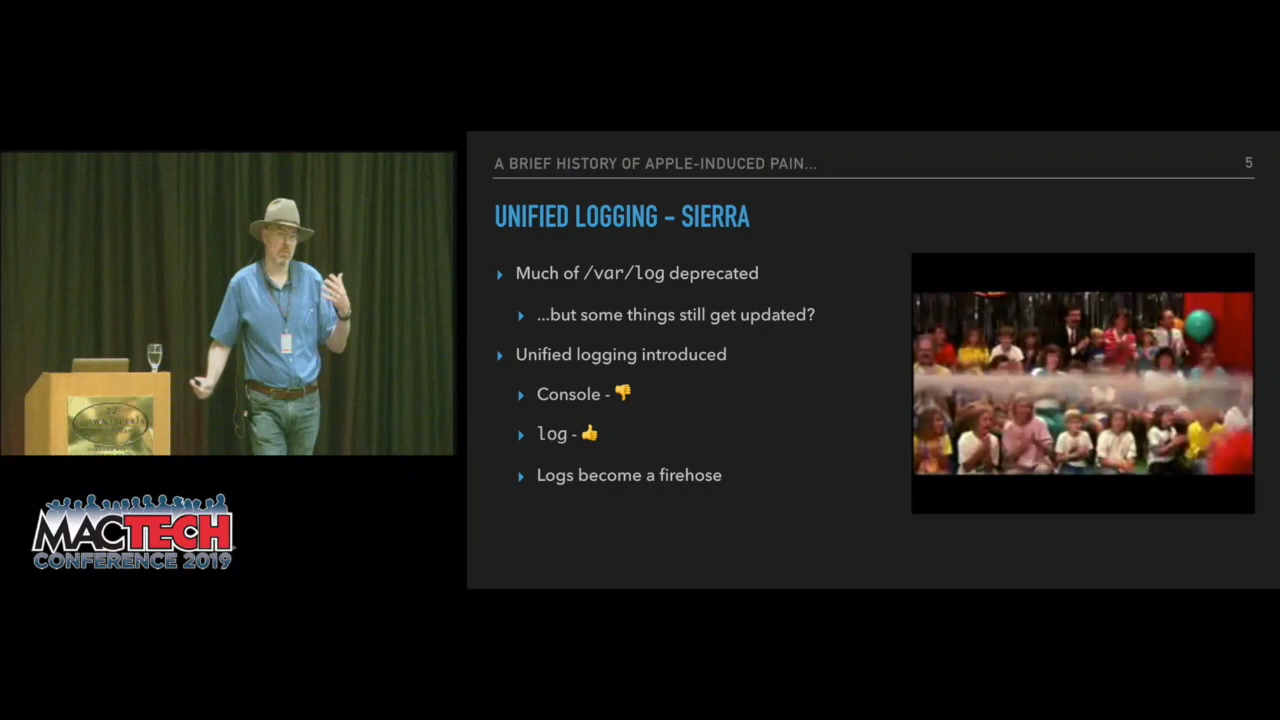 A BRIEF HISTORY OF APPLE-INDUCED PAIN...
5
UNIFIED LOGGING - SIERRA
Much of /var/log deprecated
...but some things still get updated?
Unified logging introduced
Console - 👎
log - 👍
Logs become a firehose
MACTECH
CONFERENCE 2019